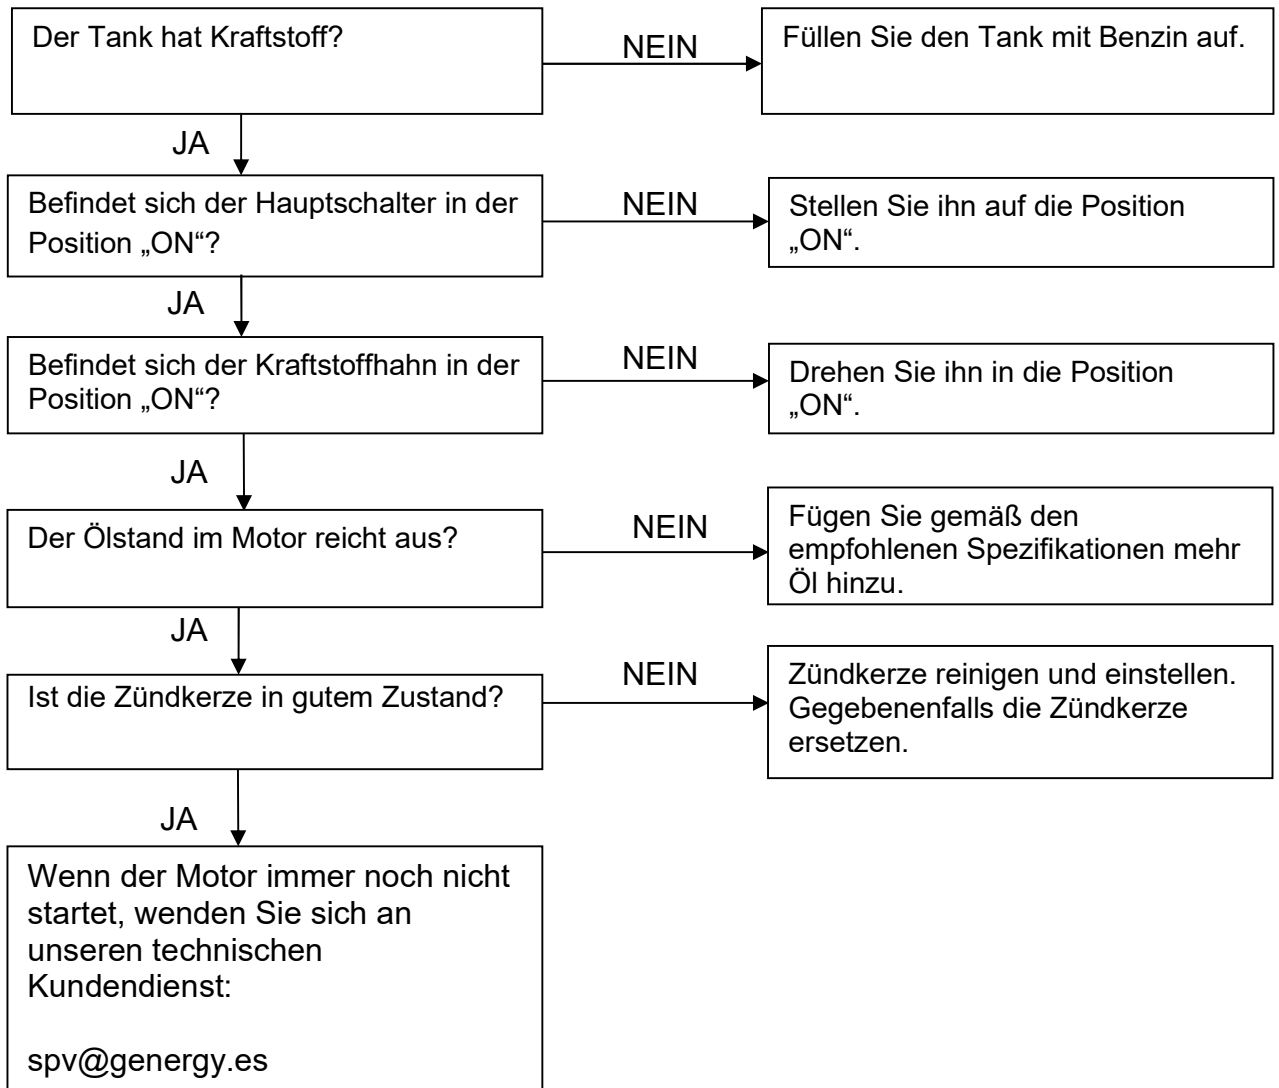 Der Tank hat Kraftstoff?
NEIN
Füllen Sie den Tank mit Benzin auf.
JA
Befindet sich der Hauptschalter in der
Position „ON“?
NEIN
Stellen Sie ihn auf die Position
„ON“.
JA
Befindet sich der Kraftstoffhahn in der
Position „ON“?
NEIN
Drehen Sie ihn in die Position
„ON“.
JA
Der Ölstand im Motor reicht aus?
NEIN
Fügen Sie gemäß den
empfohlenen Spezifikationen mehr
Öl hinzu.
JA
Ist die Zündkerze in gutem Zustand?
NEIN
Zündkerze reinigen und einstellen.
Gegebenenfalls die Zündkerze
ersetzen.
JA
Wenn der Motor immer noch nicht
startet, wenden Sie sich an
unseren technischen
Kundendienst:
spv@genergy.es